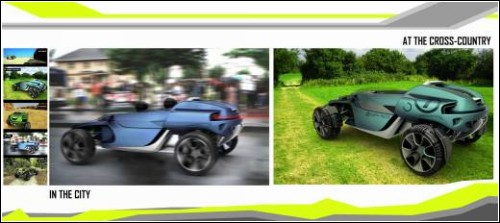 AT THE CROSS-COUNTRY
IN THE CITY